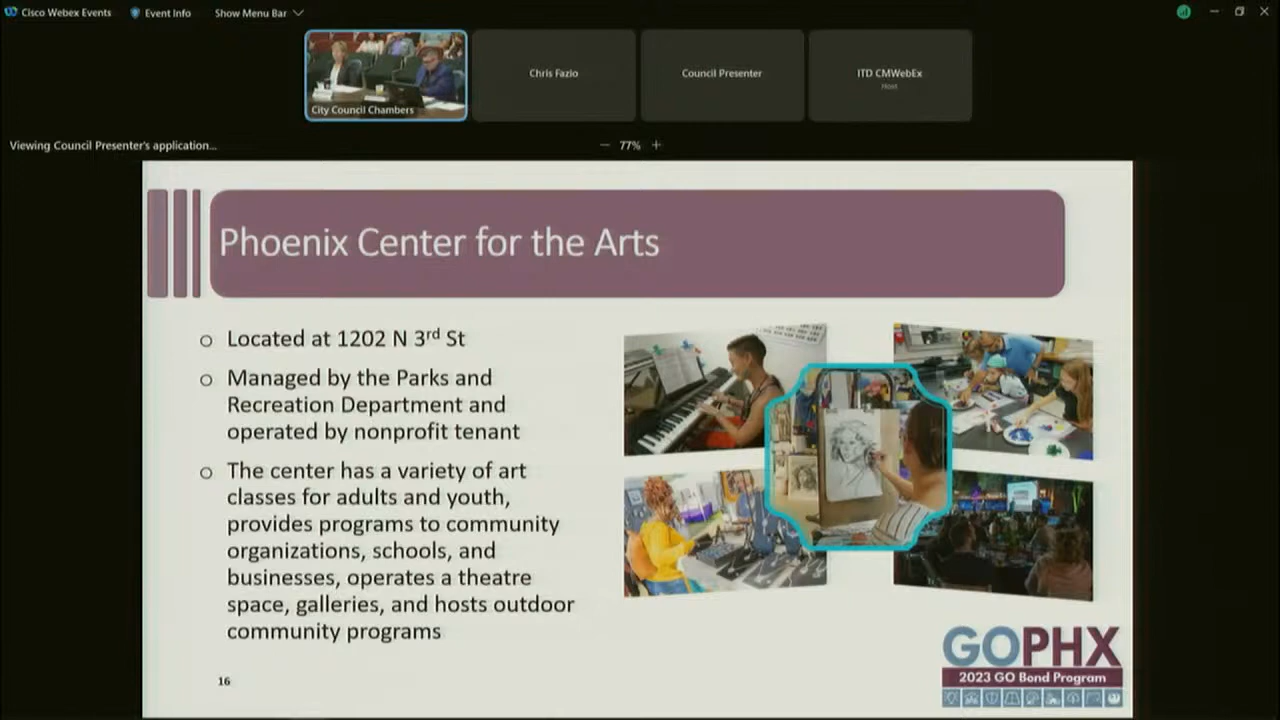 Cisco Webex Events
Event Info
Show Menu Bar
City Council Chambers
Chris Fazio
Council Presenter
ITD CMWebEx
Host
Viewing Council Presenter's application...
77%
Phoenix Center for the Arts
Located at 1202 N 3rd St
Managed by the Parks and
Recreation Department and
operated by nonprofit tenant
The center has a variety of art
classes for adults and youth,
provides programs to community
organizations, schools, and
businesses, operates a theatre
space, galleries, and hosts outdoor
community programs
16
GOPHX
2023 GO Bond Program